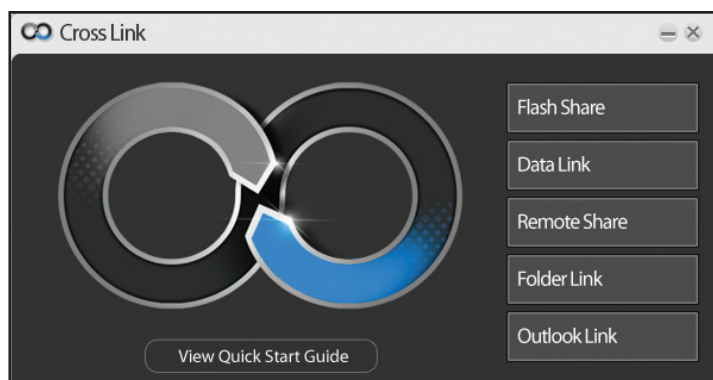 Cross Link
Flash Share
Data Link
Remote Share
Folder Link
Outlook Link
View Quick Start Guide